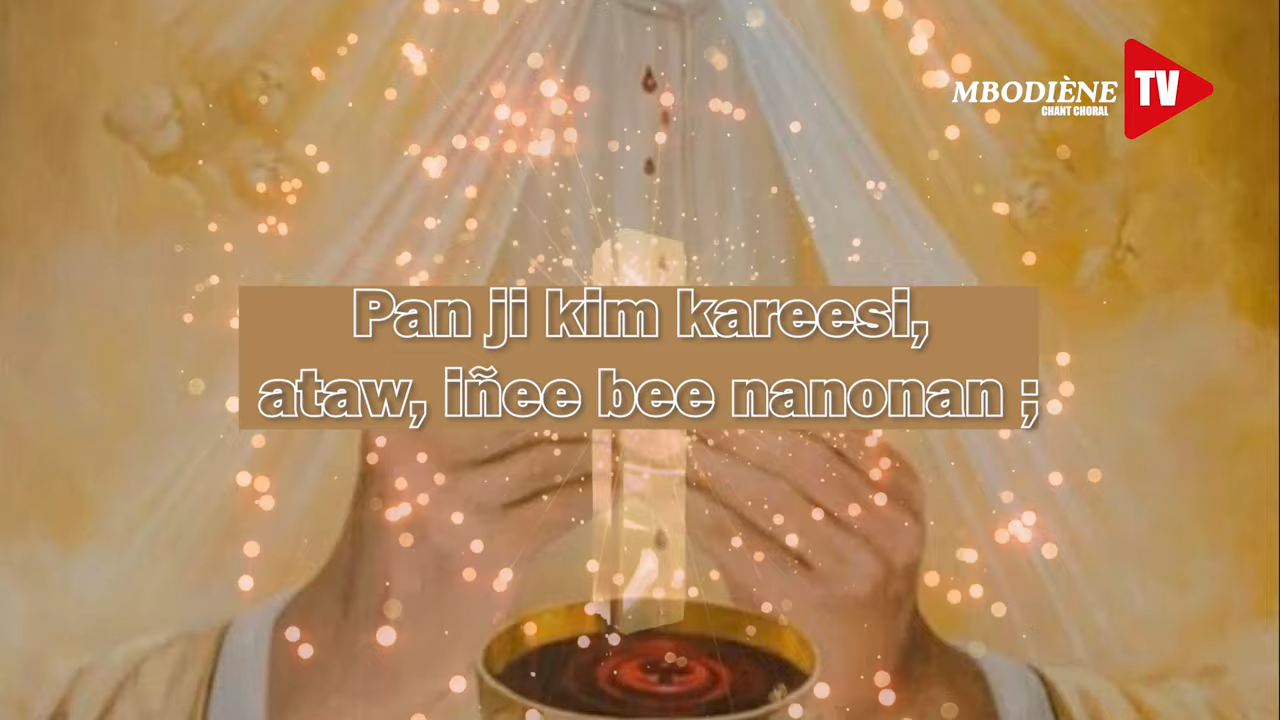 MBODIÈNE TV
CHANT CHORAL
Pan ji kim kareesi,
ataw, iñee bee nanonan ;